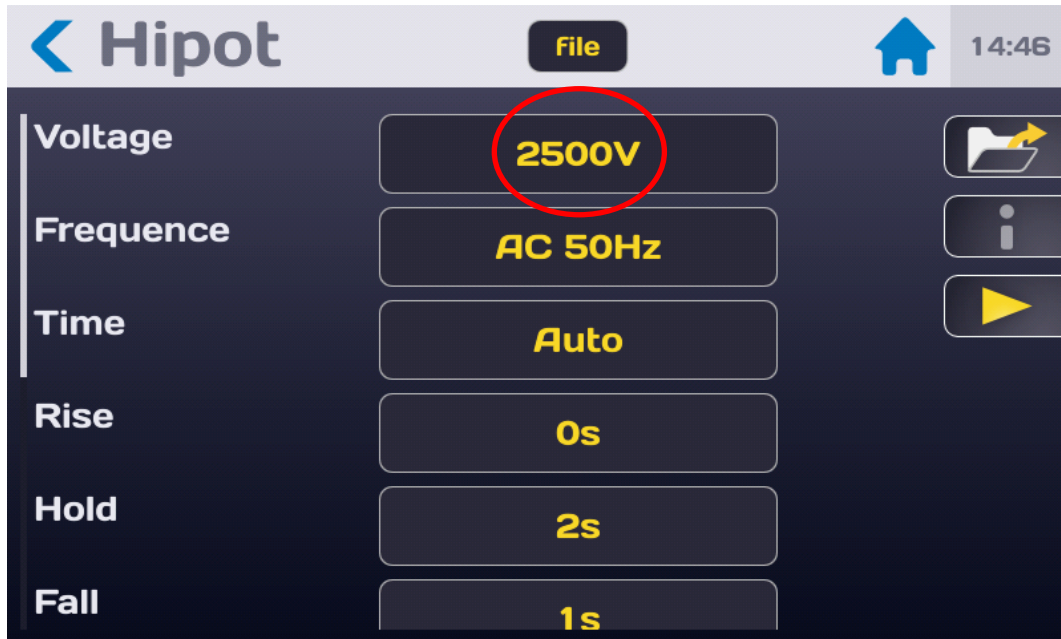 Hipot
File
14:46
Voltage
2500V
Frequence
AC 50Hz
Time
Auto
Rise
0s
Hold
2s
Fall
1s